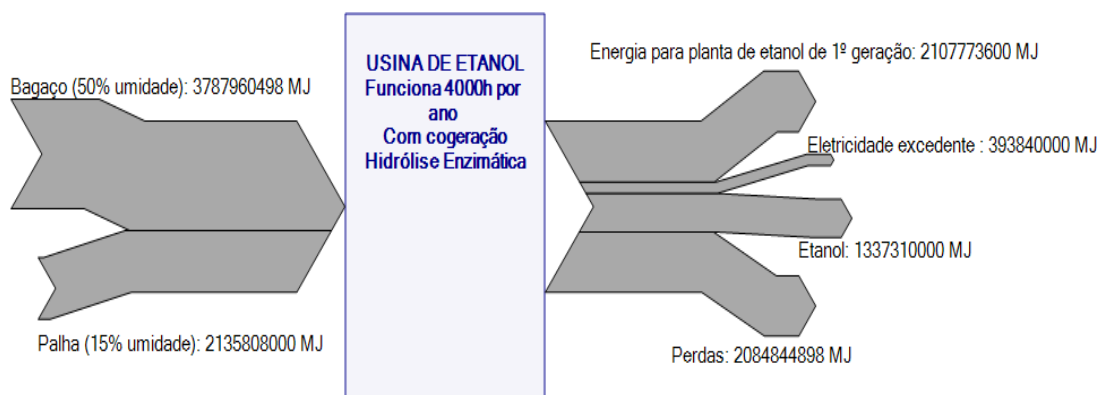 Bagaço (50% umidade): 3787960498 MJ
Palha (15% umidade): 2135808000 MJ
USINA DE ETANOL
Funciona 4000h por
ano
Com cogeração
Hidrólise Enzimática
Energia para planta de etanol de 1º geração: 2107773600 MJ
Eletricidade excedente : 393840000 MJ
Etanol: 1337310000 MJ
Perdas: 2084844898 MJ